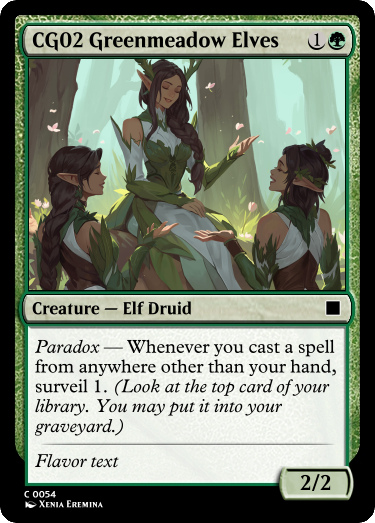 CG02 Greenmeadow Elves 1
Creature — Elf Druid
Paradox — Whenever you cast a spell
from anywhere other than your hand,
surveil 1. (Look at the top card of your
library. You may put it into your
graveyard.)
Flavor text
2/2
C 0054
Xenia Eremina